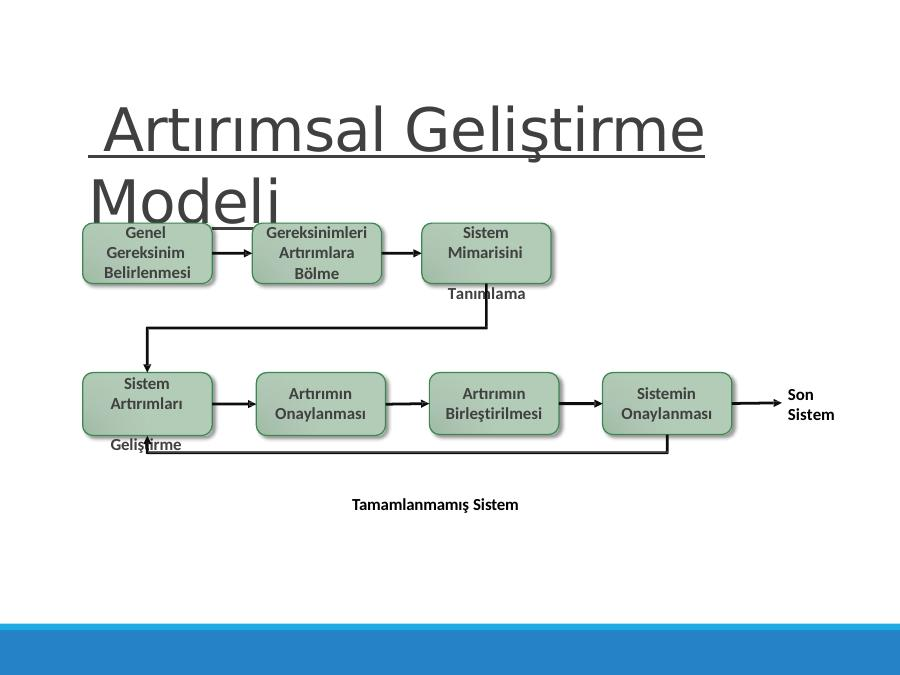 Artırımsal Geliştirme
Modeli
Genel
Gereksinim
Belirlenmesi
Gereksinimleri
Artırımlara
Bölme
Sistem
Mimarisini
Tanımlama
Sistem
Artırımları
Geliştirme
Artırımın
Onaylanması
Artırımın
Birleştirilmesi
Sistemin
Onaylanması
Son
Sistem
Tamamlanmamış Sistem